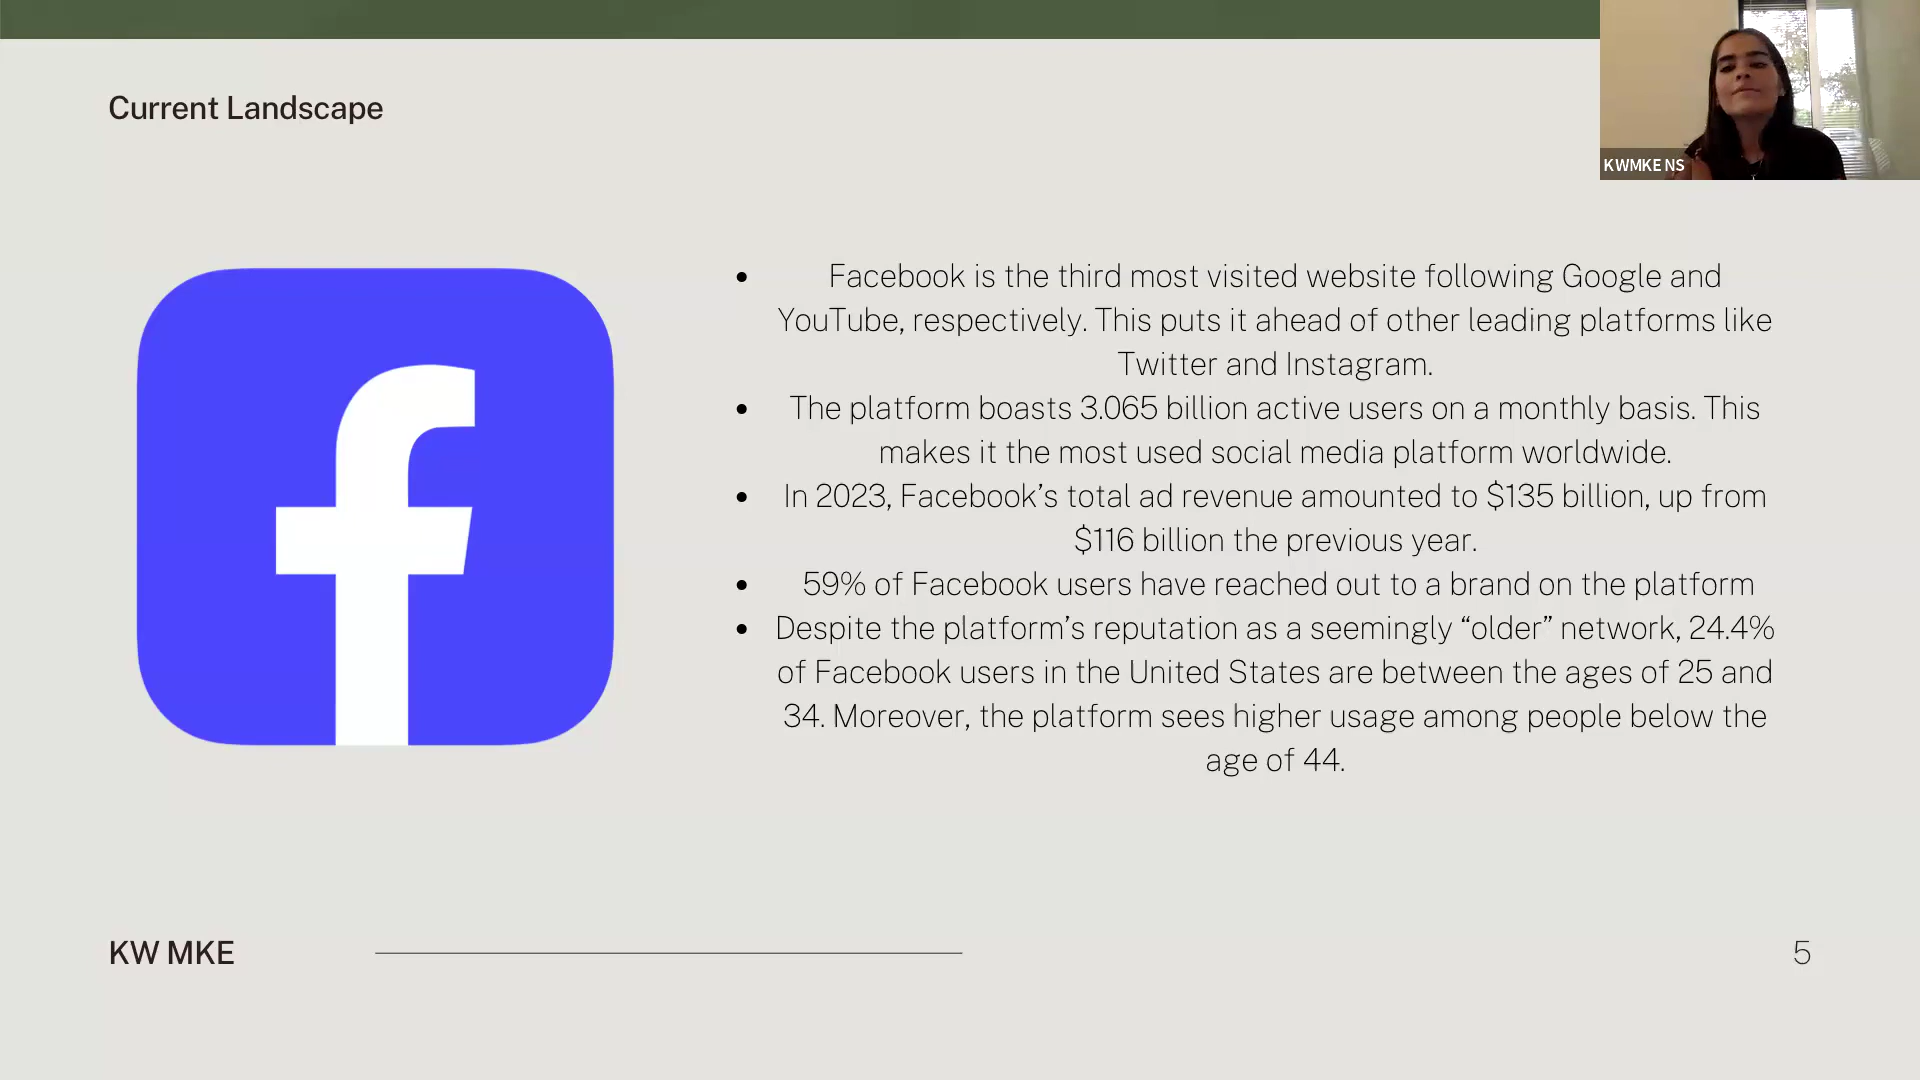 Current Landscape
KWMKE NS
Facebook is the third most visited website following Google and
YouTube, respectively. This puts it ahead of other leading platforms like
Twitter and Instagram.
The platform boasts 3.065 billion active users on a monthly basis. This
makes it the most used social media platform worldwide.
In 2023, Facebook’s total ad revenue amounted to $135 billion, up from
$116 billion the previous year.
59% of Facebook users have reached out to a brand on the platform
Despite the platform’s reputation as a seemingly “older” network, 24.4%
of Facebook users in the United States are between the ages of 25 and
34. Moreover, the platform sees higher usage among people below the
age of 44.
KW MKE
5